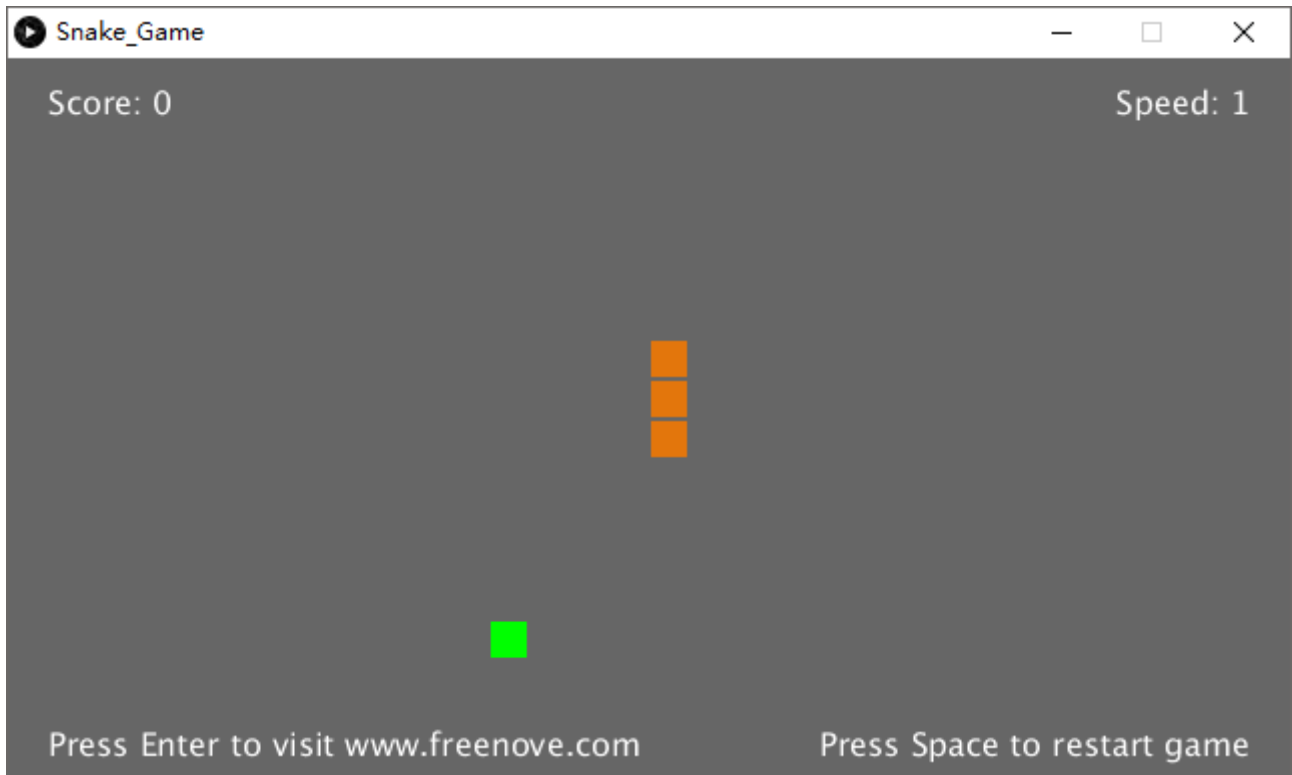 Snake_Game
Score: 0
Speed: 1
Press Enter to visit www.freenove.com
Press Space to restart game